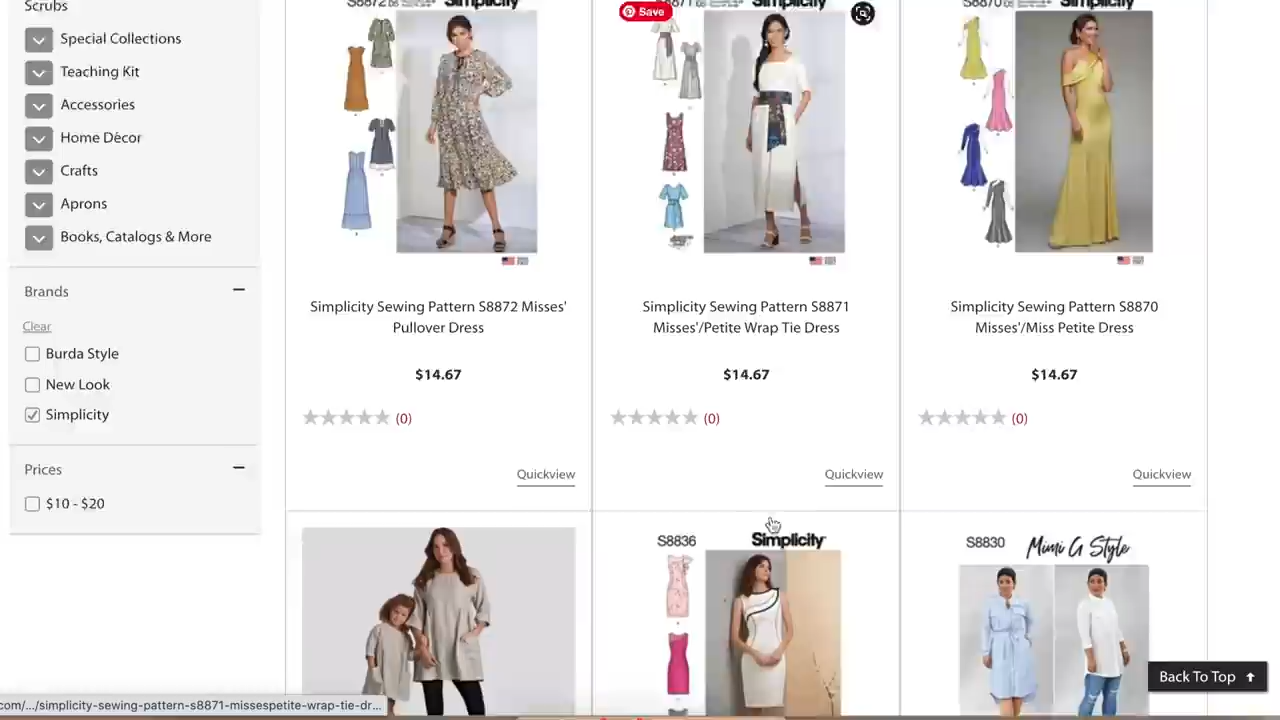 Scrubs
Special Collections
Teaching Kit
Accessories
Home Décor
Crafts
Aprons
Books, Catalogs & More
Brands
Clear
Burda Style
New Look
Simplicity
Prices
$10 - $20
S8872 Simplicity
Save
S8871 Simplicity
S8870 Simplicity
Simplicity Sewing Pattern S8872 Misses'
Pullover Dress
$14.67
(0)
Quickview
Simplicity Sewing Pattern S8871
Misses'/Petite Wrap Tie Dress
$14.67
(0)
Quickview
Simplicity Sewing Pattern S8870
Misses'/Miss Petite Dress
$14.67
(0)
Quickview
S8836 Simplicity
S8830 Mimi G Style
Back To Top
com/.../simplicity-sewing-pattern-s8871-missespetite-wrap-tie-dr...